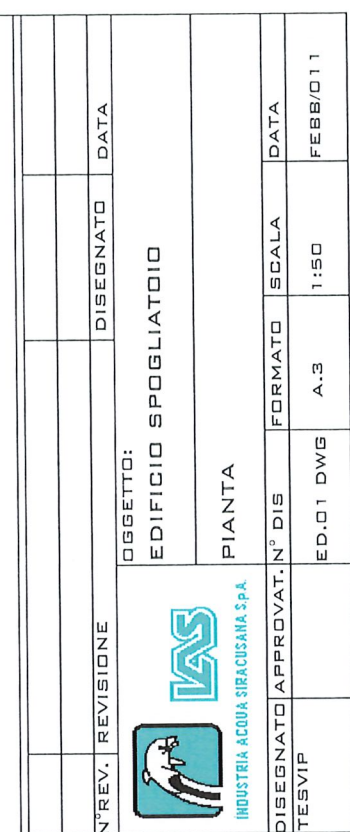 N°REV. REVISIONE DISEGNATO DATA
IAS
INDUSTRIA ACQUA SIRACUSANA S.p.A.
OGGETTO:
EDIFICIO SPOGLIATOIO
PIANTA
DISEGNATO APPROVAT. N° DIS FORMATO SCALA DATA
TESVIP ED.01 DWG A.3 1:50 FEBB/011